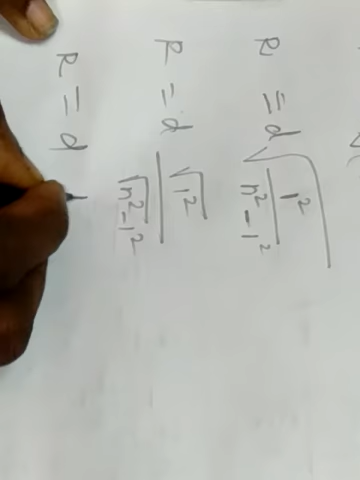 R = d √(1²/(n² - 1²))
R = d √1²/√(n² - 1²)
R = d